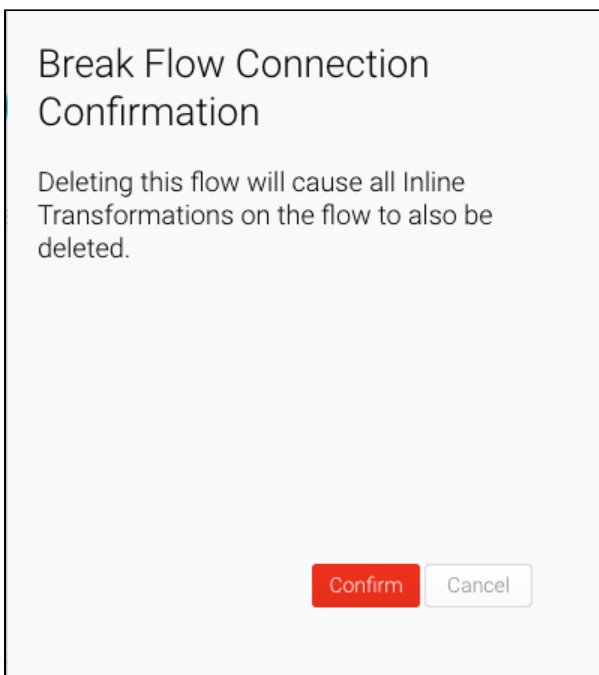 Break Flow Connection
Confirmation
Deleting this flow will cause all Inline
Transformations on the flow to also be
deleted.
Confirm Cancel